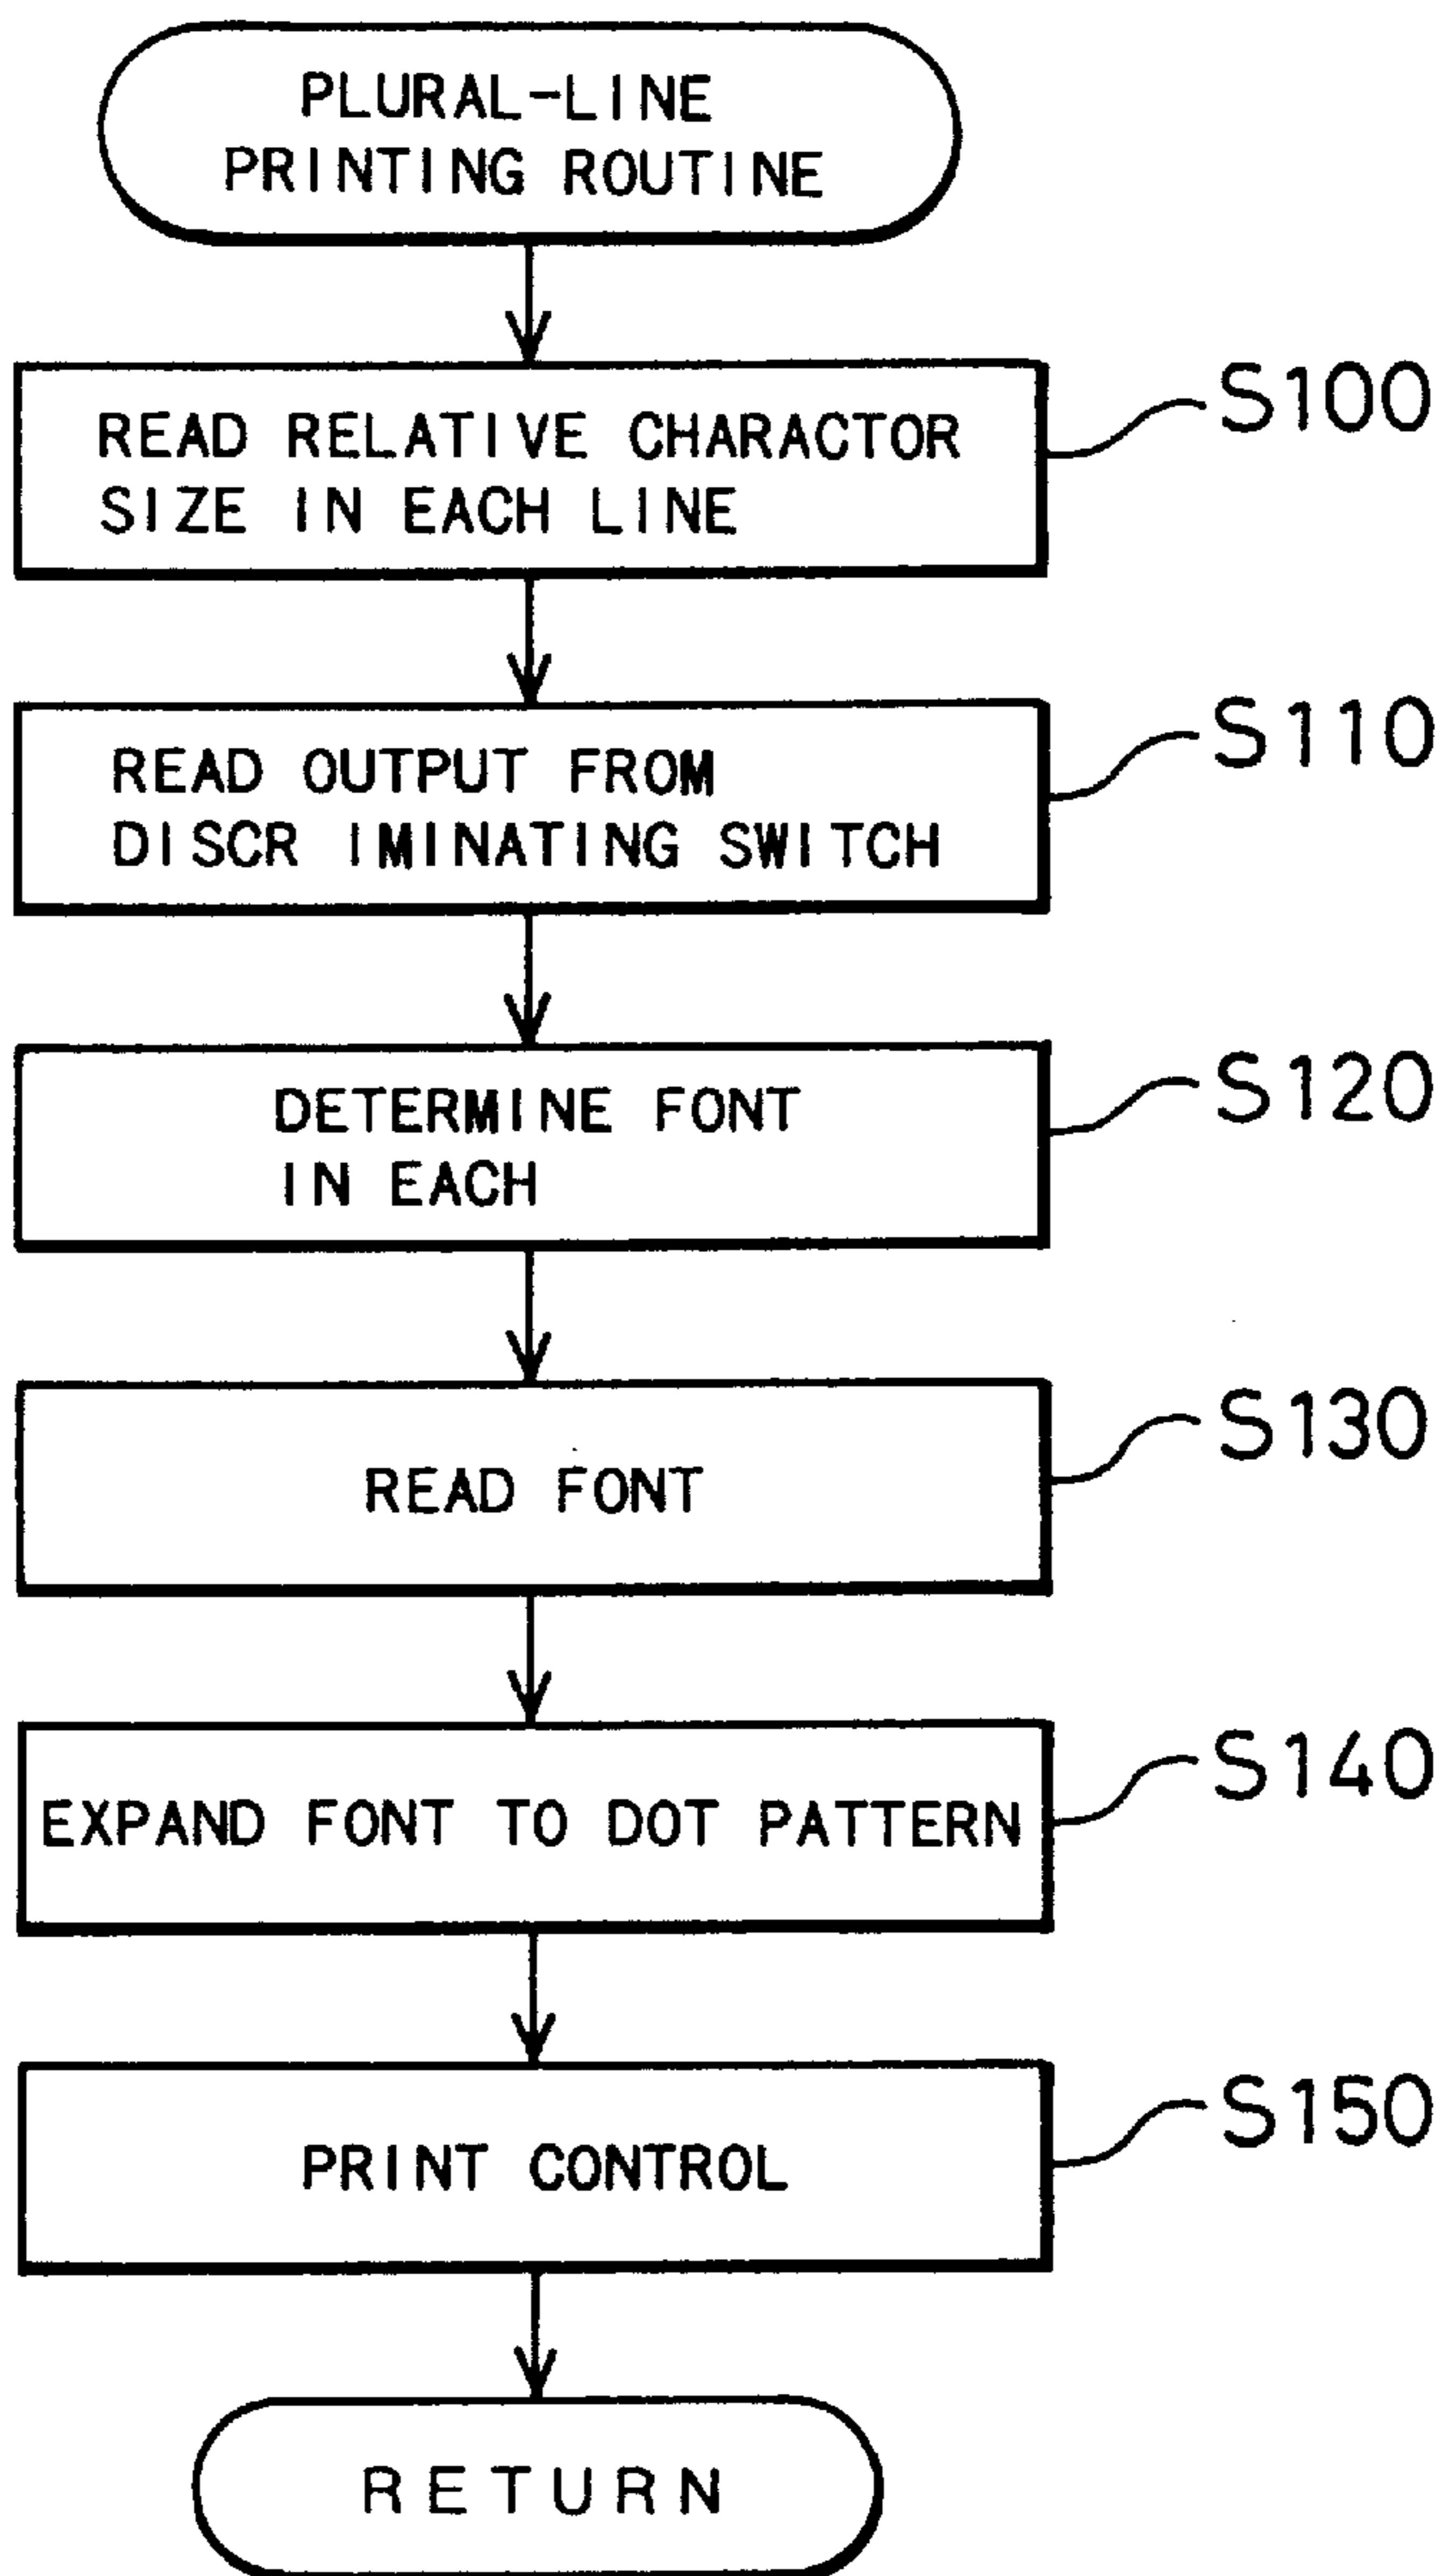 PLURAL-LINE
PRINTING ROUTINE
READ RELATIVE CHARACTOR
SIZE IN EACH LINE
S100
READ OUTPUT FROM
DISCR IMINATING SWITCH
S110
DETERMINE FONT
IN EACH
S120
READ FONT
S130
EXPAND FONT TO DOT PATTERN
S140
PRINT CONTROL
S150
RETURN